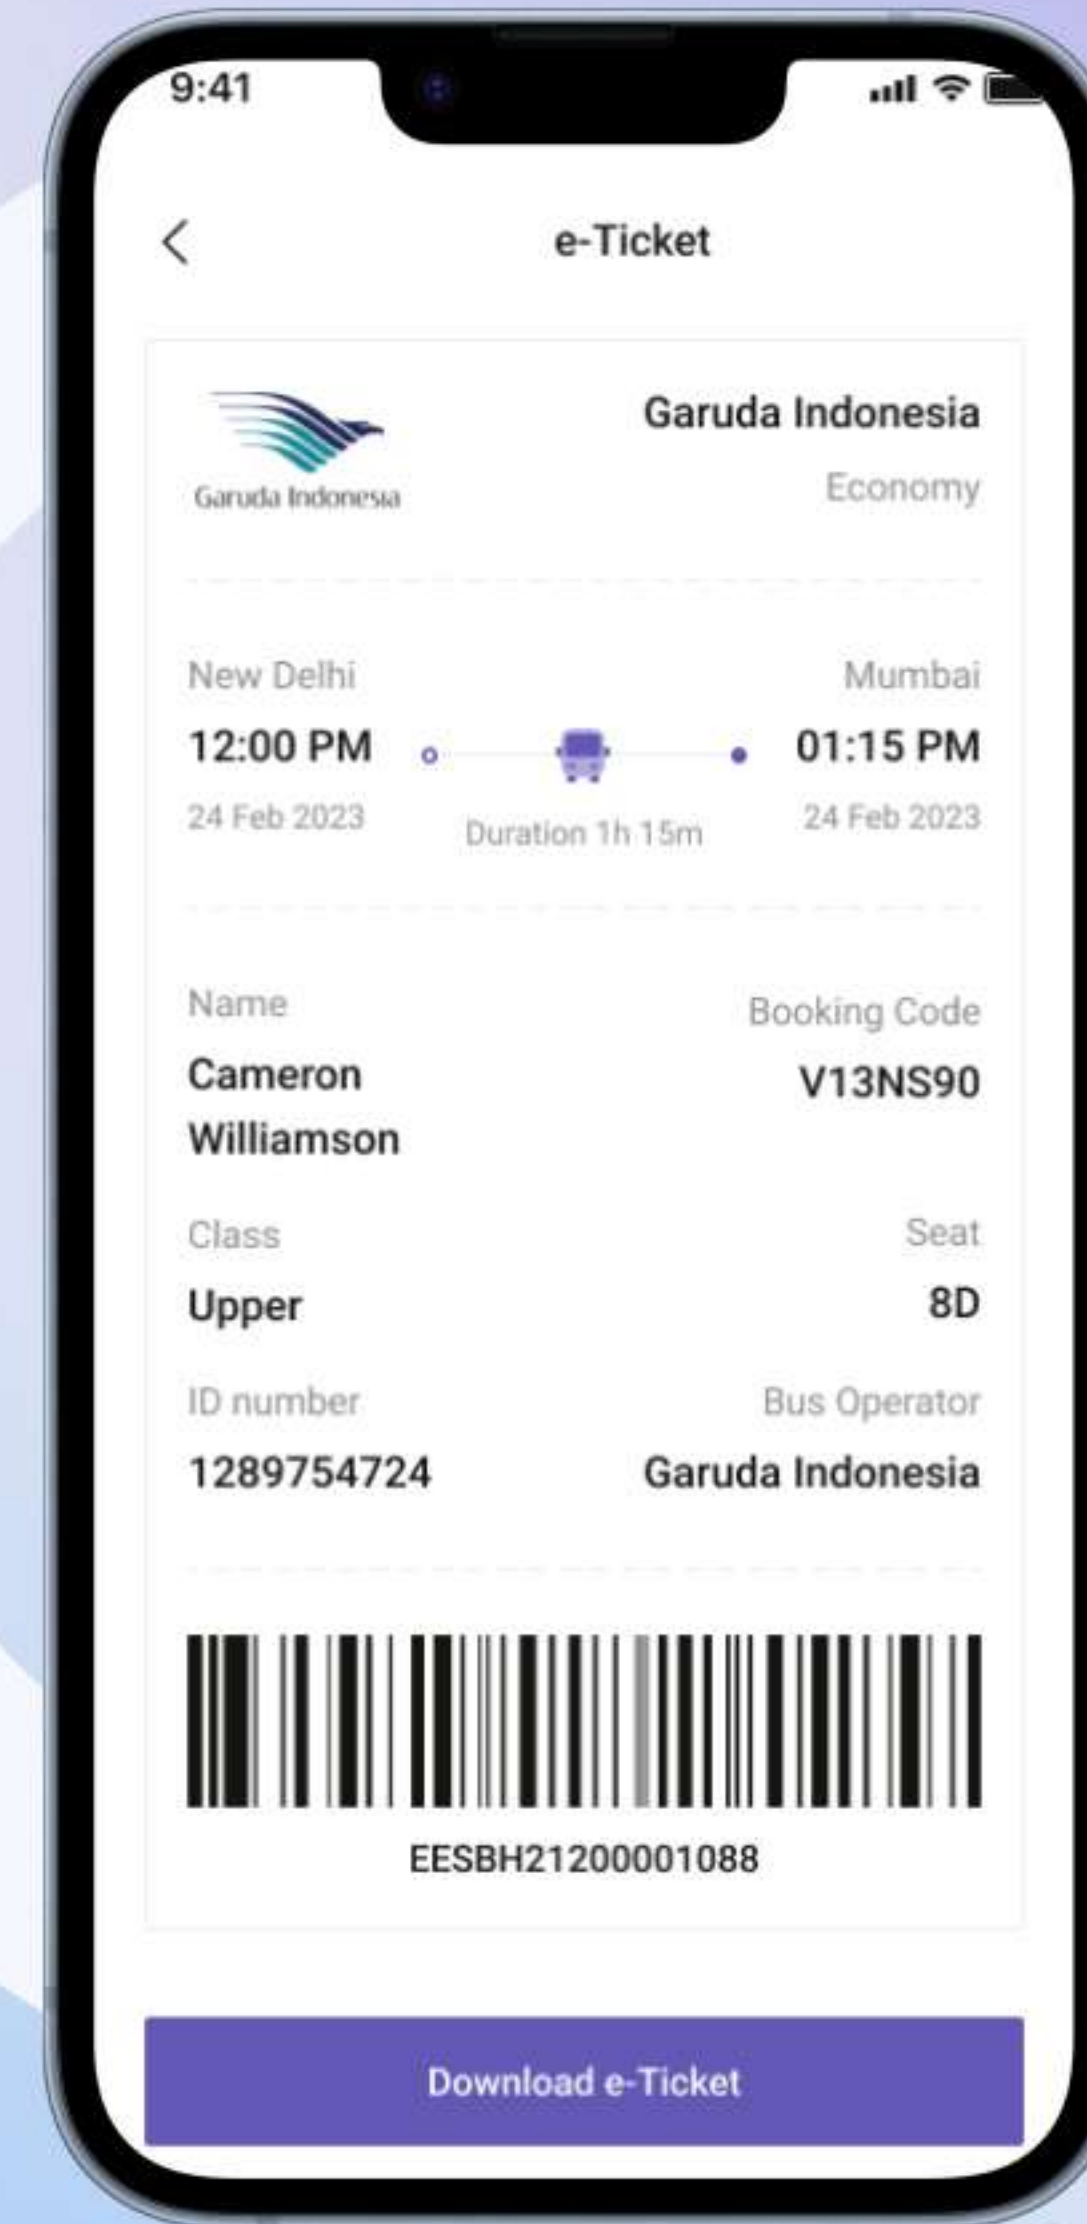 9:41
e-Ticket
Garuda Indonesia
Garuda Indonesia
Economy
New Delhi
Mumbai
12:00 PM
01:15 PM
24 Feb 2023
Duration 1h 15m
24 Feb 2023
Name
Booking Code
Cameron
Williamson
V13NS90
Class
Seat
Upper
8D
ID number
Bus Operator
1289754724
Garuda Indonesia
EESBH21200001088
Download e-Ticket